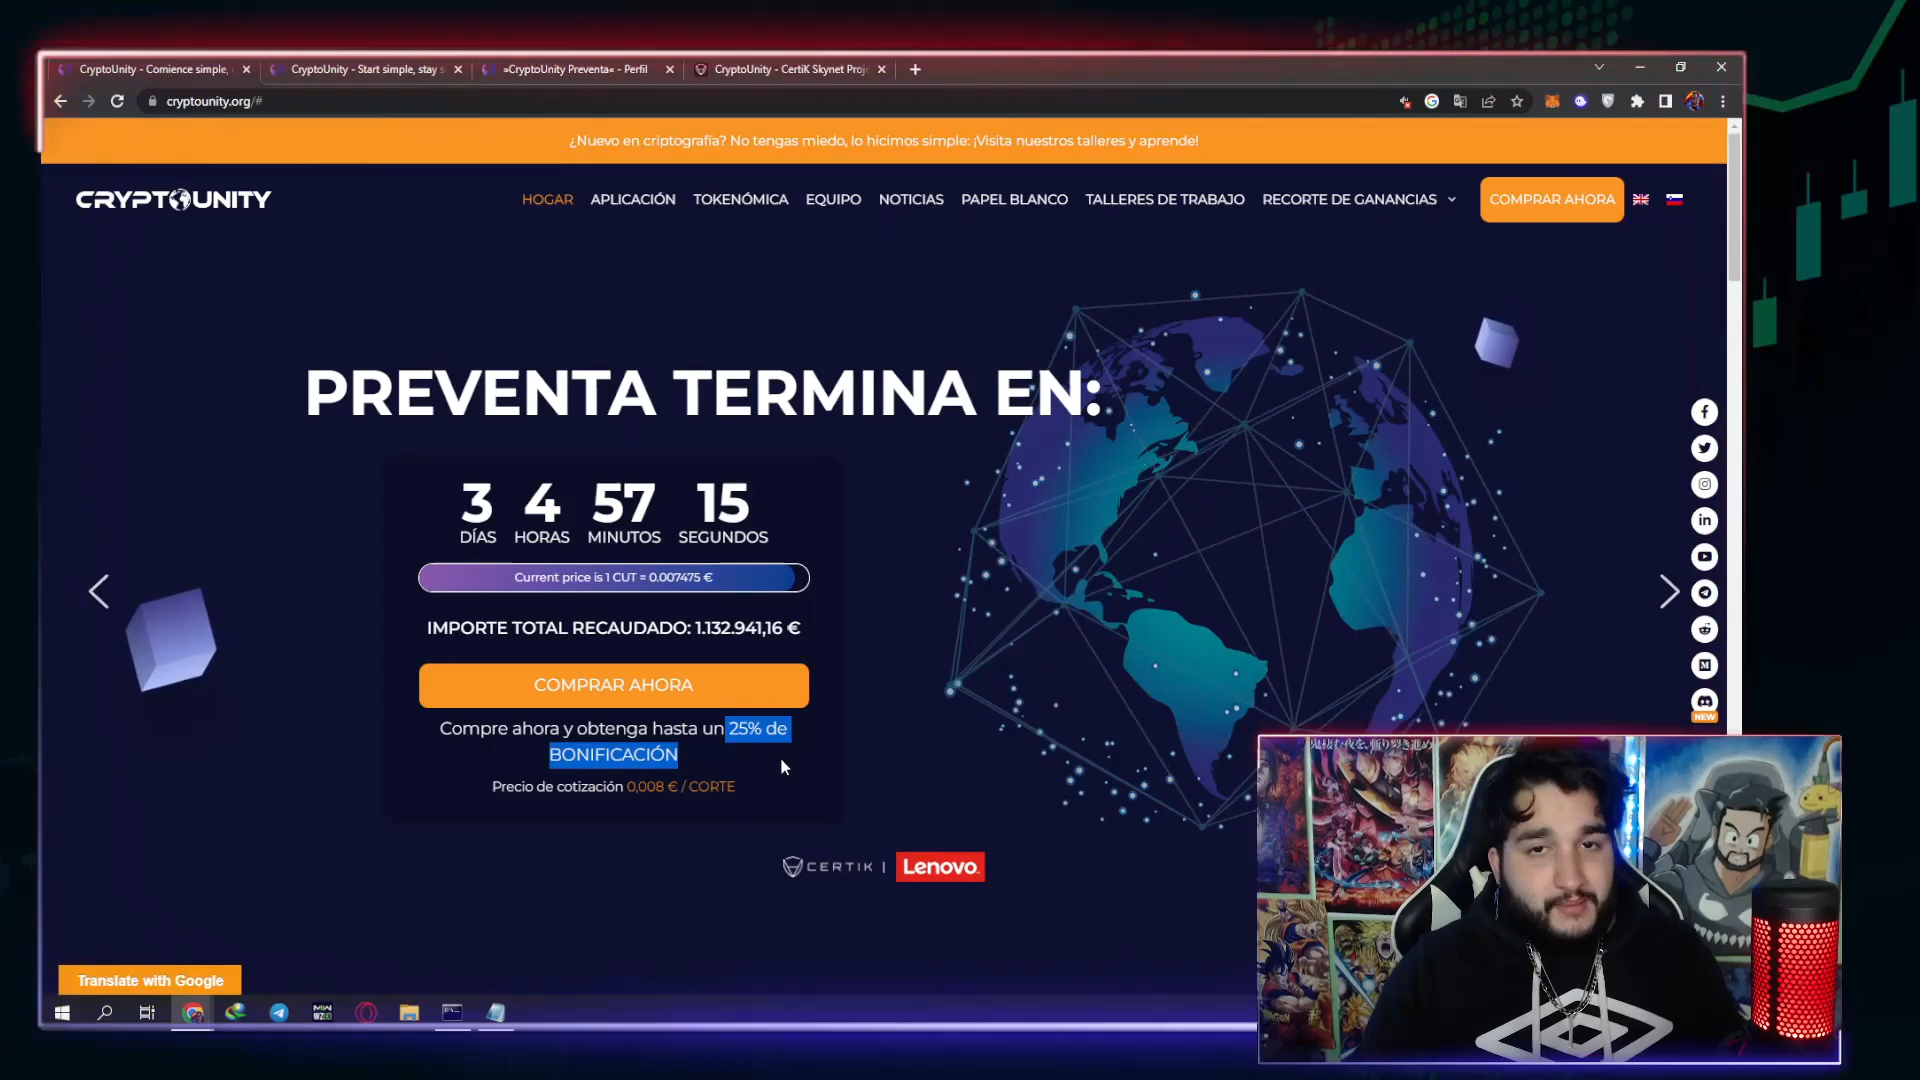 CryptoUnity - Comience simple,
CryptoUnity - Start simple, stay s
»CryptoUnity Preventa« - Perfil
CryptoUnity - CertiK Skynet Proj
cryptounity.org/#
¿Nuevo en criptografía? No tengas miedo, lo hicimos simple: ¡Visita nuestros talleres y aprende!
CRYPTOUNITY
HOGAR
APLICACIÓN
TOKENÓMICA
EQUIPO
NOTICIAS
PAPEL BLANCO
TALLERES DE TRABAJO
RECORTE DE GANANCIAS
COMPRAR AHORA
PREVENTA TERMINA EN:
3 4 57 15
DÍAS HORAS MINUTOS SEGUNDOS
Current price is 1 CUT = 0.007475 €
IMPORTE TOTAL RECAUDADO: 1.132.941,16 €
COMPRAR AHORA
Compre ahora y obtenga hasta un 25% de
BONIFICACIÓN
Precio de cotización 0,008 € / CORTE
NEW
CERTIK | Lenovo
Translate with Google